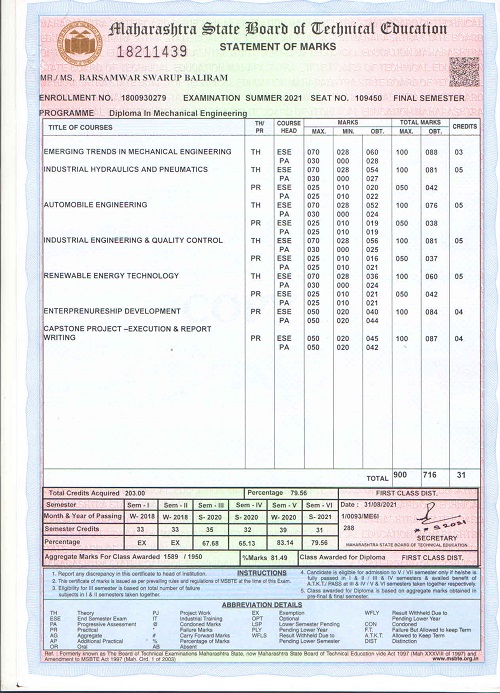 Maharashtra State Board of Technical Education
18211439
STATEMENT OF MARKS
MR./ MS. BARSAMWAR SWARUP BALIRAM
ENROLLMENT NO. 1800930279 EXAMINATION SUMMER 2021 SEAT NO. 109450 FINAL SEMESTER
PROGRAMME Diploma In Mechanical Engineering
TITLE OF COURSES TH/ PR COURSE HEAD MARKS MAX. MIN. OBT. TOTAL MARKS MAX. OBT. CREDITS
EMERGING TRENDS IN MECHANICAL ENGINEERING TH ESE 070 028 060 100 088 03
PA 030 000 028
INDUSTRIAL HYDRAULICS AND PNEUMATICS TH ESE 070 028 054 100 081 05
PA 030 000 027
PR ESE 025 010 020 050 042
PA 025 010 022
AUTOMOBILE ENGINEERING TH ESE 070 028 052 100 076 05
PA 030 000 024
PR ESE 025 010 019 050 038
PA 025 010 019
INDUSTRIAL ENGINEERING & QUALITY CONTROL TH ESE 070 028 056 100 081 05
PA 030 000 025
PR ESE 025 010 016 050 037
PA 025 010 021
RENEWABLE ENERGY TECHNOLOGY TH ESE 070 028 036 100 060 05
PA 030 000 024
PR ESE 025 010 021 050 042
PA 025 010 021
ENTERPRENURESHIP DEVELOPMENT PR ESE 050 020 040 100 084 04
PA 050 020 044
CAPSTONE PROJECT –EXECUTION & REPORT
WRITING PR ESE 050 020 045 100 087 04
PA 050 020 042
TOTAL 900 716 31
Total Credits Acquired 203.00 Percentage 79.56 FIRST CLASS DIST.
Semester Sem - I Sem - II Sem - III Sem - IV Sem - V Sem - VI Date : 31/08/2021
Month & Year of Passing W- 2018 W- 2018 S- 2020 S- 2020 W- 2020 S- 2021 1/0093/ME6I
Semester Credits 33 33 35 32 39 31 288
SECRETARY
Percentage EX EX 67.68 65.13 83.14 79.56 MAHARASHTRA STATE BOARD OF TECHNICAL EDUCATION
Aggregate Marks For Class Awarded 1589 / 1950 %Marks 81.49 Class Awarded for Diploma FIRST CLASS DIST.
INSTRUCTIONS
1. Report any discrepancy in this certificate to head of Institution.
2. This certificate of marks is issued as per prevailing rules and regulations of MSBTE at the time of this Exam.
3. Eligibility for III semester is based on total number of failure
subjects in I & II semesters taken together.
4. Candidate is eligible for admission to V / VII semester only if he/she is
fully passed in I & II / III & IV semesters & availed benefit of
A.T.K.T./ PASS at III & IV / V & VI semesters taken together respectively
5. Class awarded for Diploma is based on aggregate marks obtained in
pre-final & final semester.
ABBREVIATION DETAILS
TH Theory PJ Project Work EX Exemption WFLY Result Withheld Due to
ESE End Semester Exam IT Industrial Training OPT Optional Pending Lower Year
PA Progressive Assessment @ Condoned Marks LSP Lower Semester Pending CON Condoned
PR Practical * Failure Marks PLY Pending Lower Year F.T. Failure But Allowed to Keep term
AG Aggregate # Carry Forward Marks WFLS Result Withheld Due to A.T.K.T. Allowed to Keep Term
AP Additional Practical % Percentage Pending Lower Semester DIST Distinction
OR Oral AB Absent
Ref. : Formerly known as The Board of Technical Examinations Maharashtra State, now Maharashtra State Board of Technical Education vide Act 1997 (Mah XXXVIII of 1997) and
Amendment to MSBTE Act 1997 (Mah. Ord. 1 of 2003) www.msbte.org.in